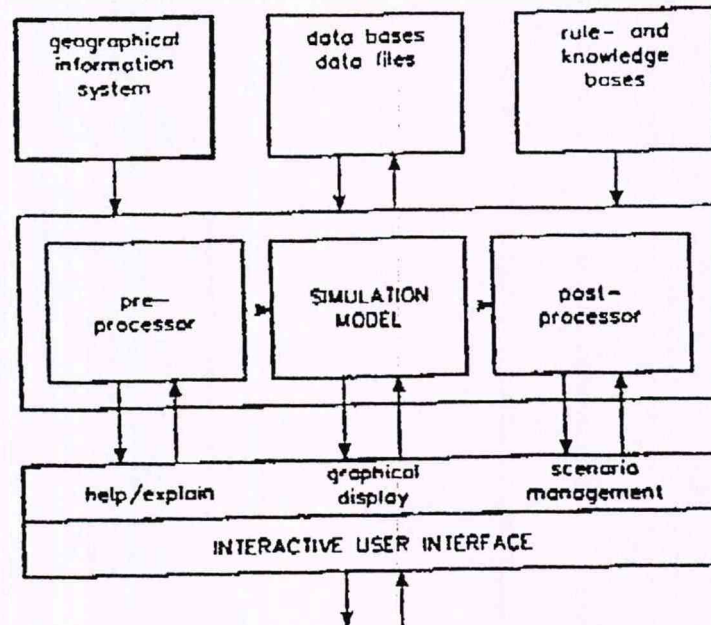 geographical
information
system
data bases
data files
rule- and
knowledge
bases
pre-
processor
SIMULATION
MODEL
post-
processor
help/explain
graphical
display
scenario
management
INTERACTIVE USER INTERFACE